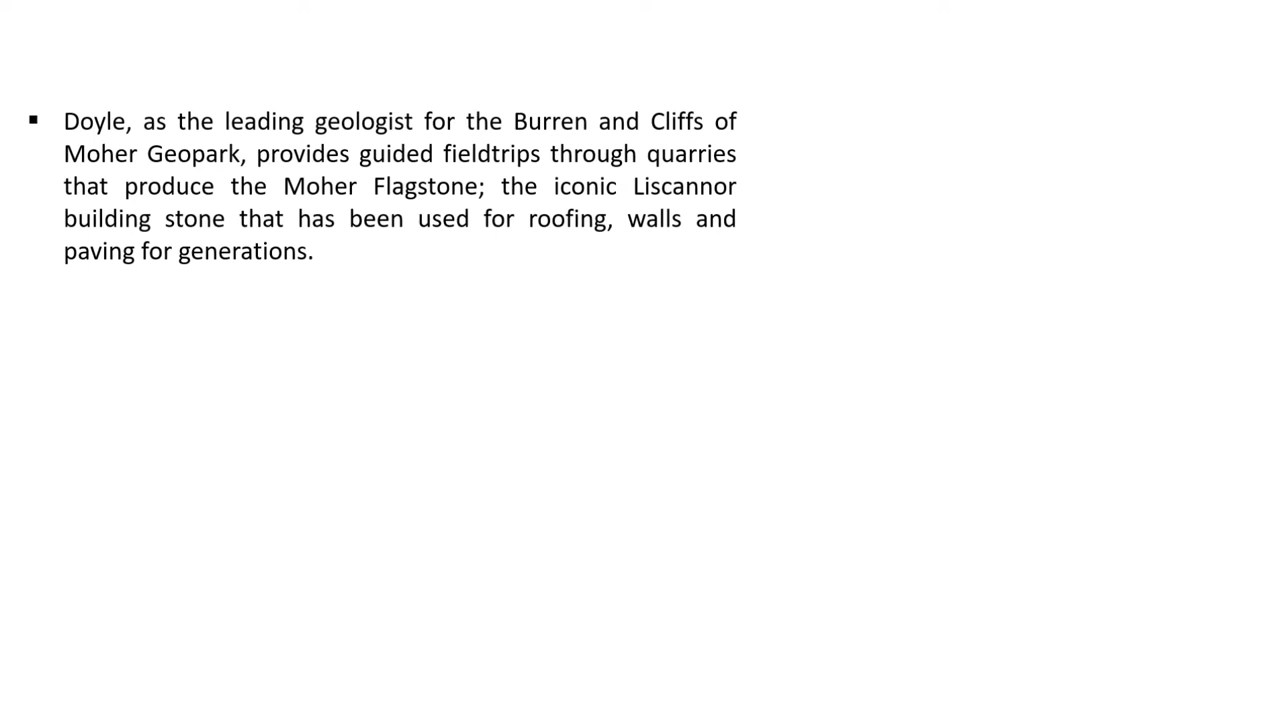 ▪ Doyle, as the leading geologist for the Burren and Cliffs of
Moher Geopark, provides guided fieldtrips through quarries
that produce the Moher Flagstone; the iconic Liscannor
building stone that has been used for roofing, walls and
paving for generations.